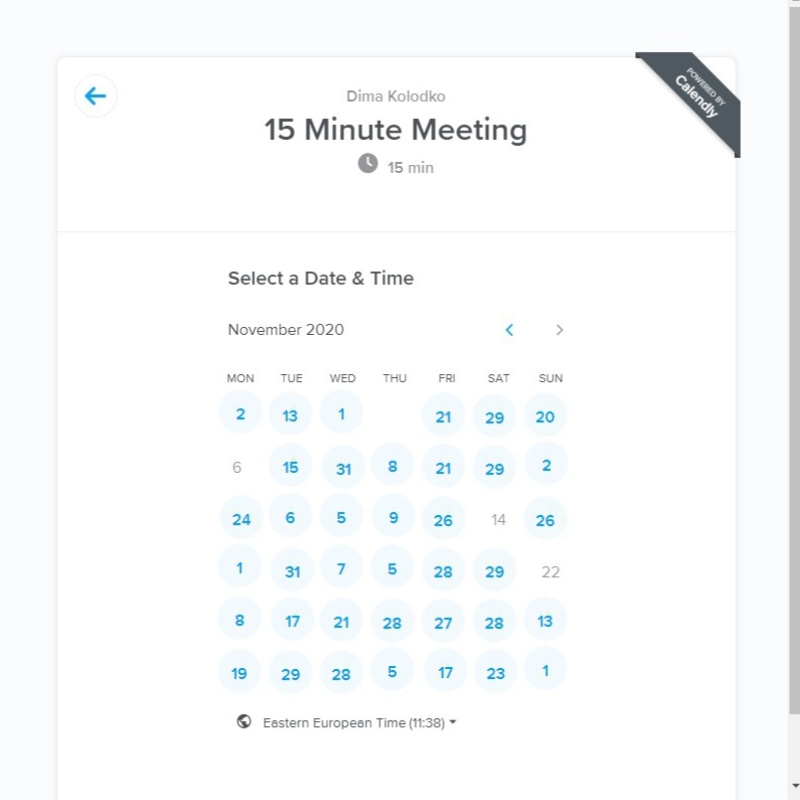 POWERED BY
Calendly
Dima Kolodko
15 Minute Meeting
15 min
Select a Date & Time
November 2020
MON TUE WED THU FRI SAT SUN
2 13 1 21 29 20
6 15 31 8 21 29 2
24 6 5 9 26 14 26
1 31 7 5 28 29 22
8 17 21 28 27 28 13
19 29 28 5 17 23 1
Eastern European Time (11:38)